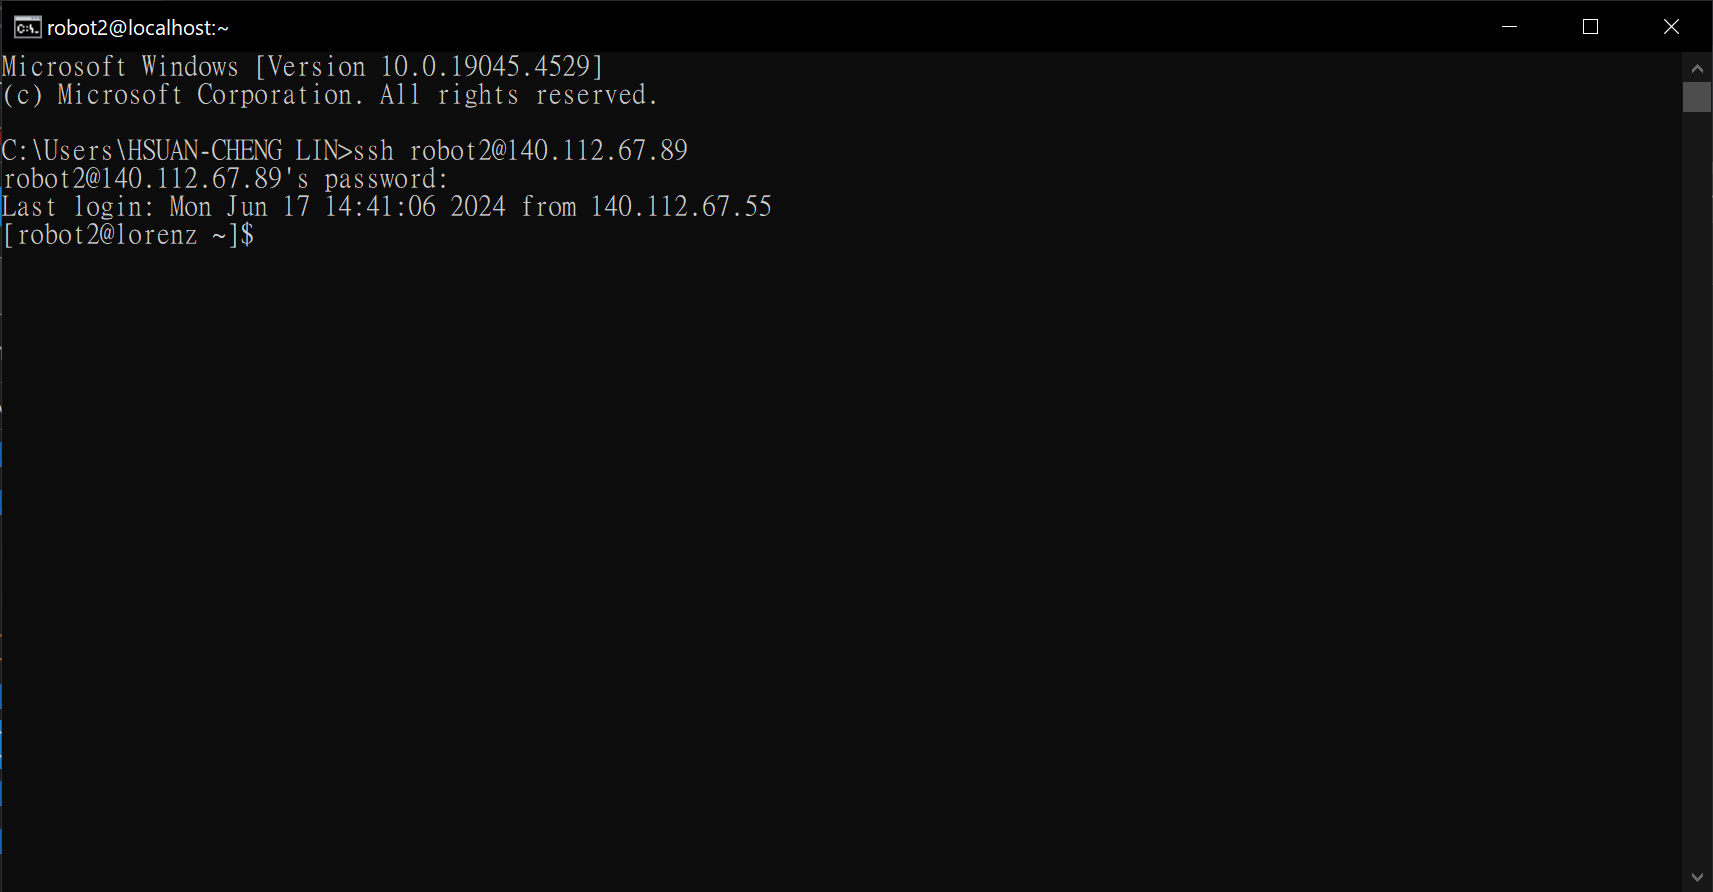 robot2@localhost:~
Microsoft Windows [Version 10.0.19045.4529]
(c) Microsoft Corporation. All rights reserved.
C:\Users\HSUAN-CHENG LIN>ssh robot2@140.112.67.89
robot2@140.112.67.89's password:
Last login: Mon Jun 17 14:41:06 2024 from 140.112.67.55
[robot2@lorenz ~]$